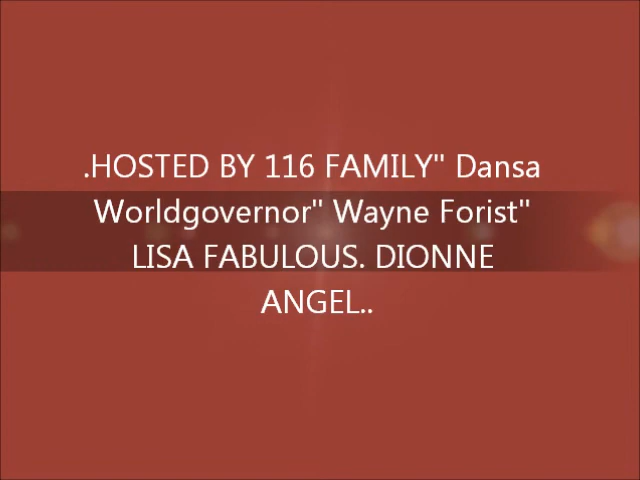 .HOSTED BY 116 FAMILY" Dansa
Worldgovernor" Wayne Forist"
LISA FABULOUS. DIONNE
ANGEL..